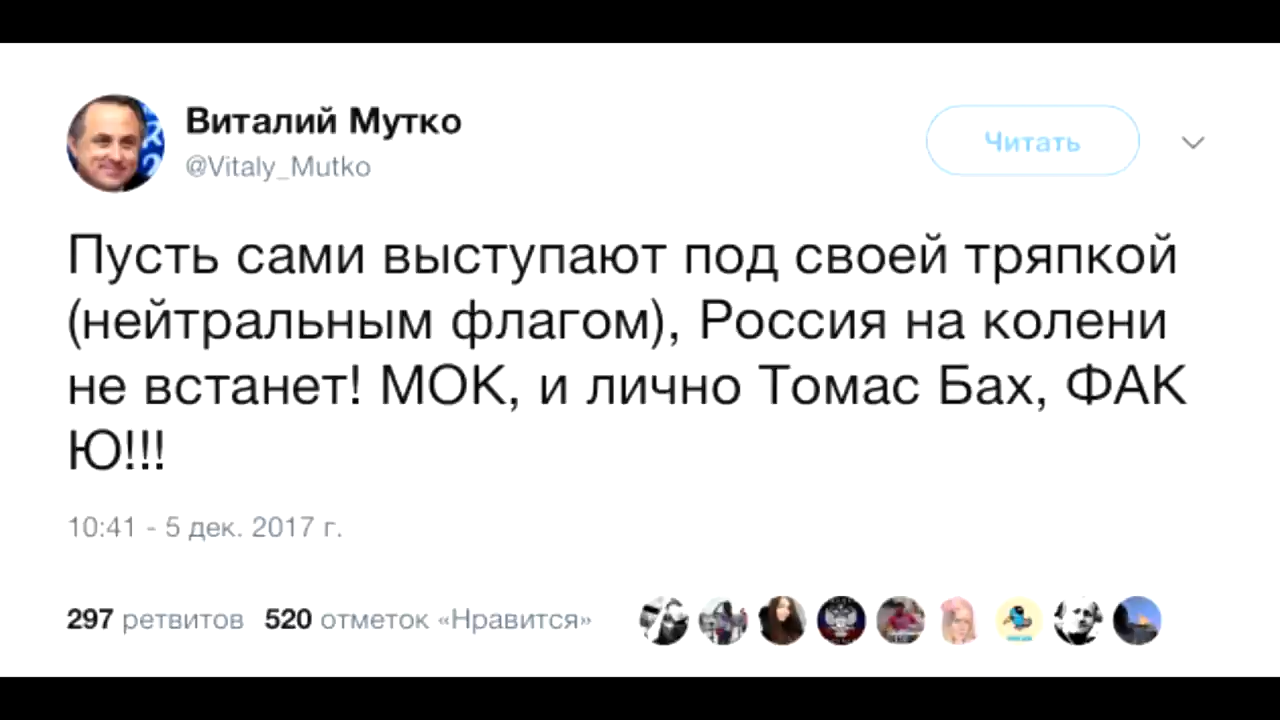 Виталий Мутко
@Vitaly_Mutko
Читать
Пусть сами выступают под своей тряпкой
(нейтральным флагом), Россия на колени
не встанет! МОК, и лично Томас Бах, ФАК
Ю!!!
10:41 - 5 дек. 2017 г.
297 ретвитов 520 отметок «Нравится»